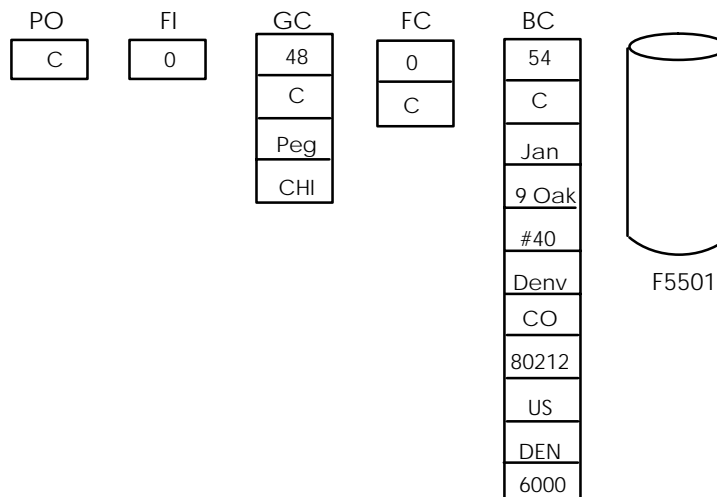 PO FI GC FC BC
C 0 48 0 54
C C C
Peg Jan
CHI 9 Oak
#40
Denv F5501
CO
80212
US
DEN
6000